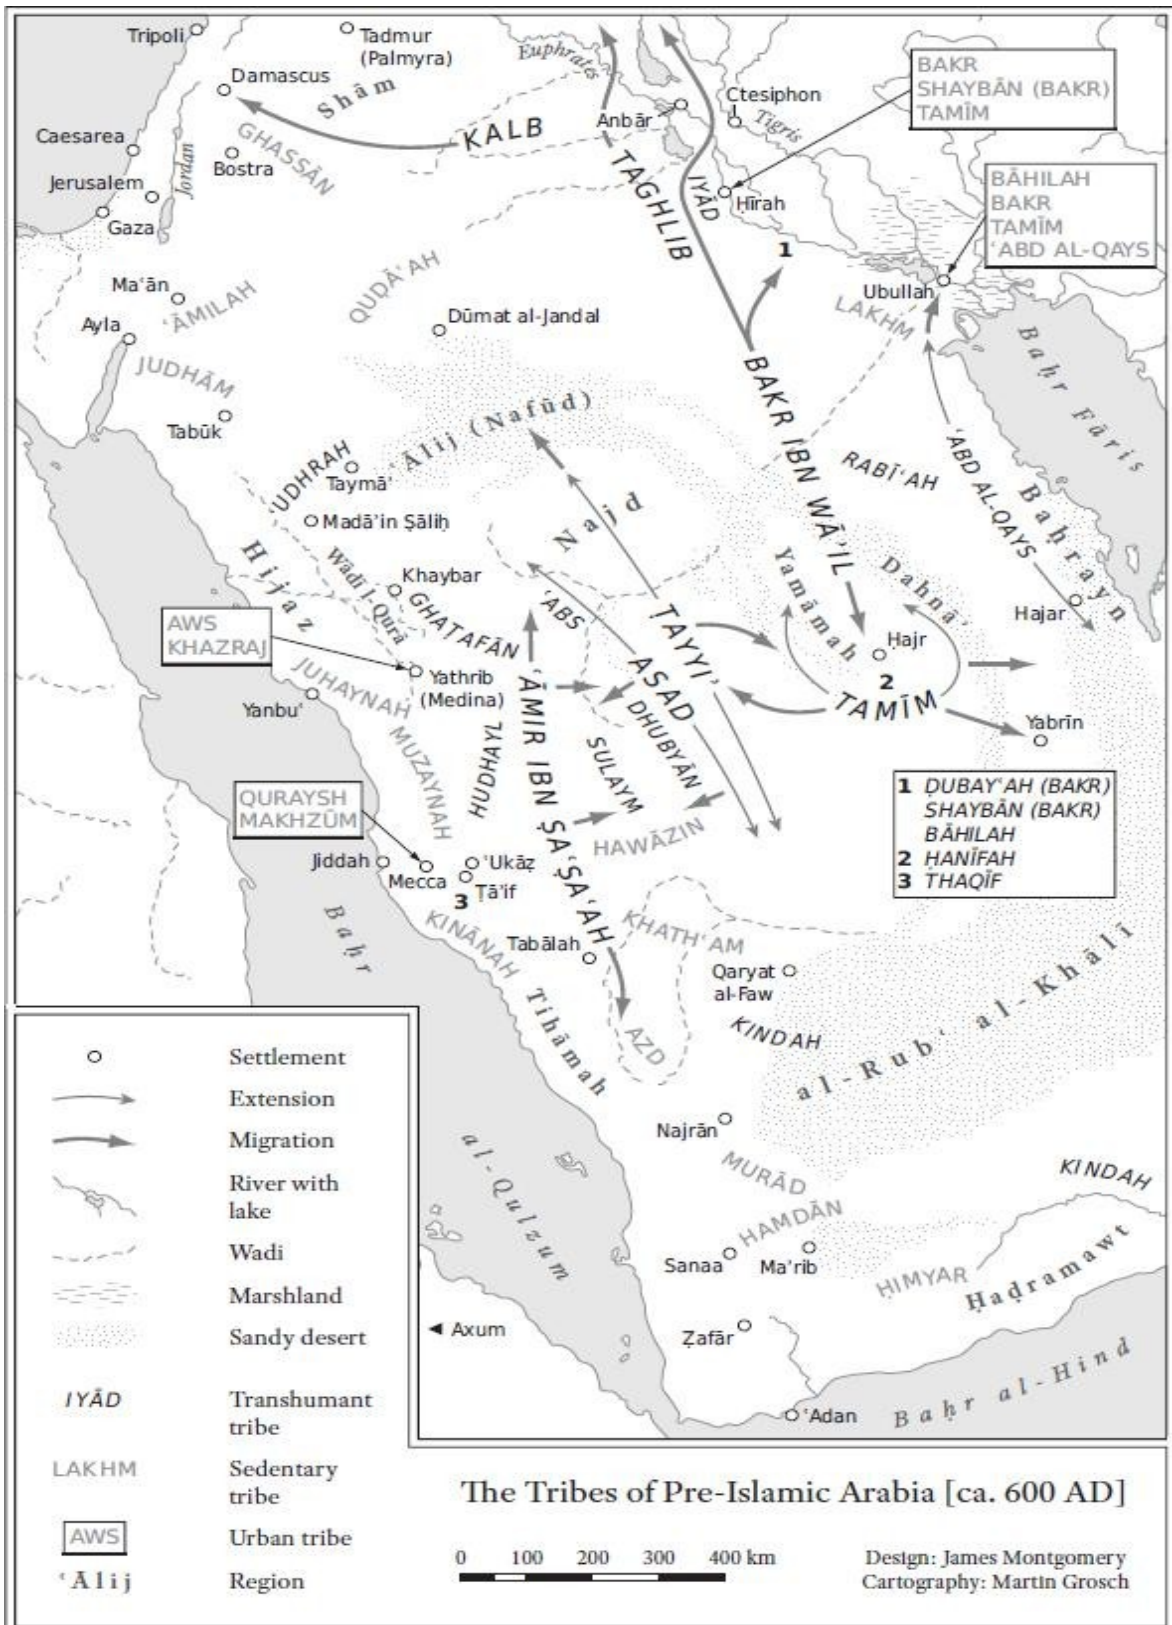 Tripoli
Tadmur
(Palmyra)
Euphrates
BAKR
SHAYBĀN (BAKR)
TAMĪM
Damascus
Shâm
Ctesiphon
Anbār
Tigris
KALB
Caesarea
GHASSĀN
Bostra
Jordan
Jerusalem
Gaza
TAGHLIB
IYĀD
Ḥīrah
BĀHILAH
BAKR
TAMĪM
ʿABD AL-QAYS
1
Ubullah
LAKHM
QUḌĀʿAH
Maʿān
ʿĀMILAH
Ayla
Dūmat al-Jandal
JUDHĀM
Baḥr Fāris
Tabūk
BAKR IBN WĀʾIL
ʿĀlij (Nafūd)
ʿUDHRAH
Taymāʾ
RABĪʿAH
ʿABD AL-QAYS
Baḥrayn
Madāʾin Ṣāliḥ
Najd
Hijaz
Wādī l-Qurā
Khaybar
GHATAFĀN
ʿABS
Yamāmah
Dahnāʾ
Hajar
AWS
KHAZRAJ
TAYYIʾ
ASAD
Ḥajr
2
TAMĪM
Yathrib
(Medina)
JUHAYNAH
Yanbuʿ
MUZAYNAH
HUDHAYL
ʿĀMIR IBN ṢAʿṢAʿAH
DHUBYĀN
SULAYM
Yabrīn
QURAYSH
MAKHZŪM
HAWĀZIN
1 ḌUBAYʿAH (BAKR)
SHAYBĀN (BAKR)
BĀHILAH
2 ḤANĪFAH
3 THAQĪF
Jiddah
Mecca
ʿUkāẓ
3
Ṭāʾif
KINĀNAH
Tabālah
KHATHʿAM
Qaryat
al-Faw
KINDAH
AZD
Tihāmah
al-Rubʿ al-Khālī
Baḥr
al-Qulzum
Najrān
MURĀD
HAMDĀN
KINDAH
Sanaa
Maʾrib
ḤIMYAR
Ḥaḍramawt
Axum
Ẓafār
ʿAdan
Baḥr al-Hind
Settlement
Extension
Migration
River with
lake
Wadi
Marshland
Sandy desert
IYĀD Transhumant
tribe
LAKHM Sedentary
tribe
AWS Urban tribe
ʿĀlij Region
The Tribes of Pre-Islamic Arabia [ca. 600 AD]
0 100 200 300 400 km
Design: James Montgomery
Cartography: Martin Grosch